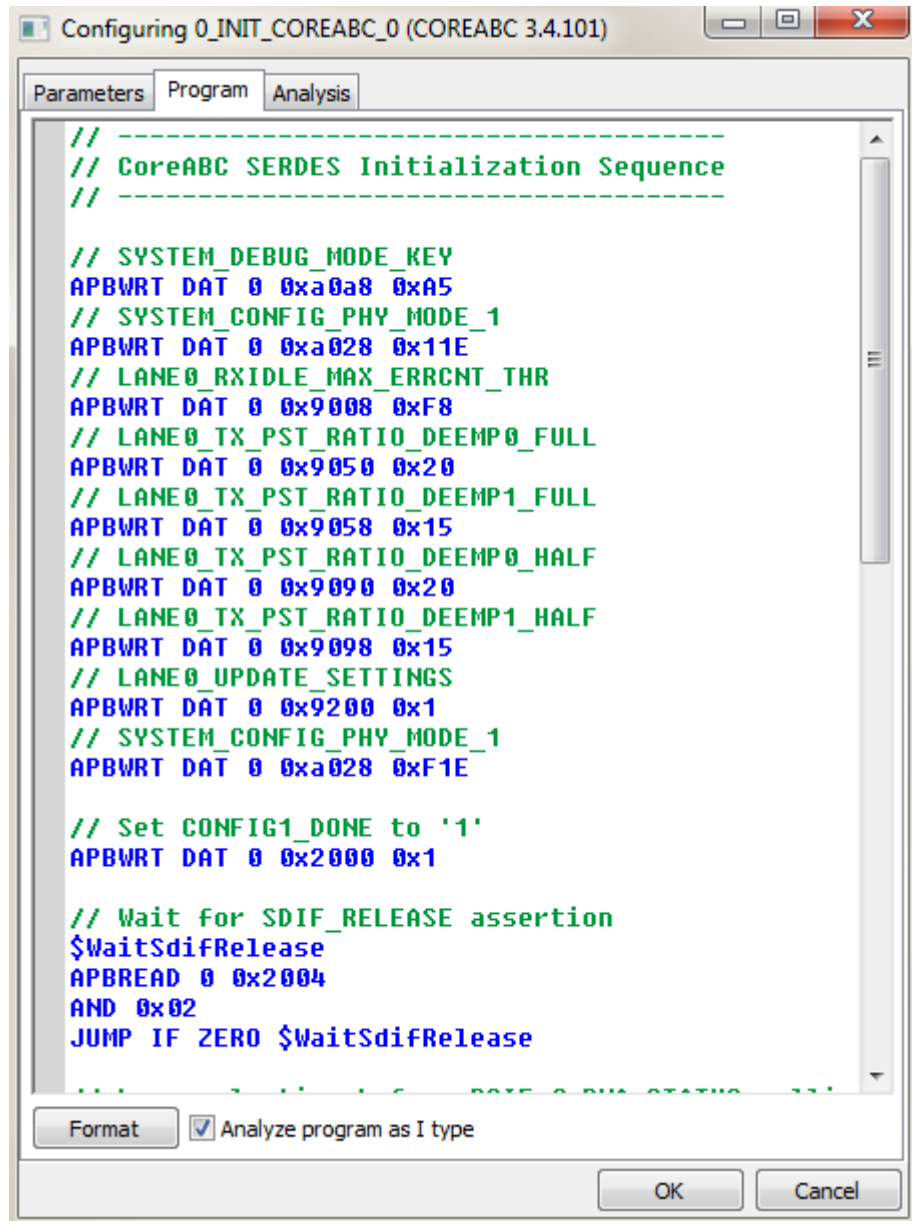 Configuring 0_INIT_COREABC_0 (COREABC 3.4.101)
Parameters Program Analysis
// --------------------------------------
// CoreABC SERDES Initialization Sequence
// --------------------------------------
// SYSTEM_DEBUG_MODE_KEY
APBWRT DAT 0 0xa0a8 0xA5
// SYSTEM_CONFIG_PHY_MODE_1
APBWRT DAT 0 0xa028 0x11E
// LANE0_RXIDLE_MAX_ERRCNT_THR
APBWRT DAT 0 0x9008 0xF8
// LANE0_TX_PST_RATIO_DEEMP0_FULL
APBWRT DAT 0 0x9050 0x20
// LANE0_TX_PST_RATIO_DEEMP1_FULL
APBWRT DAT 0 0x9058 0x15
// LANE0_TX_PST_RATIO_DEEMP0_HALF
APBWRT DAT 0 0x9090 0x20
// LANE0_TX_PST_RATIO_DEEMP1_HALF
APBWRT DAT 0 0x9098 0x15
// LANE0_UPDATE_SETTINGS
APBWRT DAT 0 0x9200 0x1
// SYSTEM_CONFIG_PHY_MODE_1
APBWRT DAT 0 0xa028 0xF1E
// Set CONFIG1_DONE to '1'
APBWRT DAT 0 0x2000 0x1
// Wait for SDIF_RELEASE assertion
$WaitSdifRelease
APBREAD 0 0x2004
AND 0x02
JUMP IF ZERO $WaitSdifRelease
Format Analyze program as I type
OK Cancel